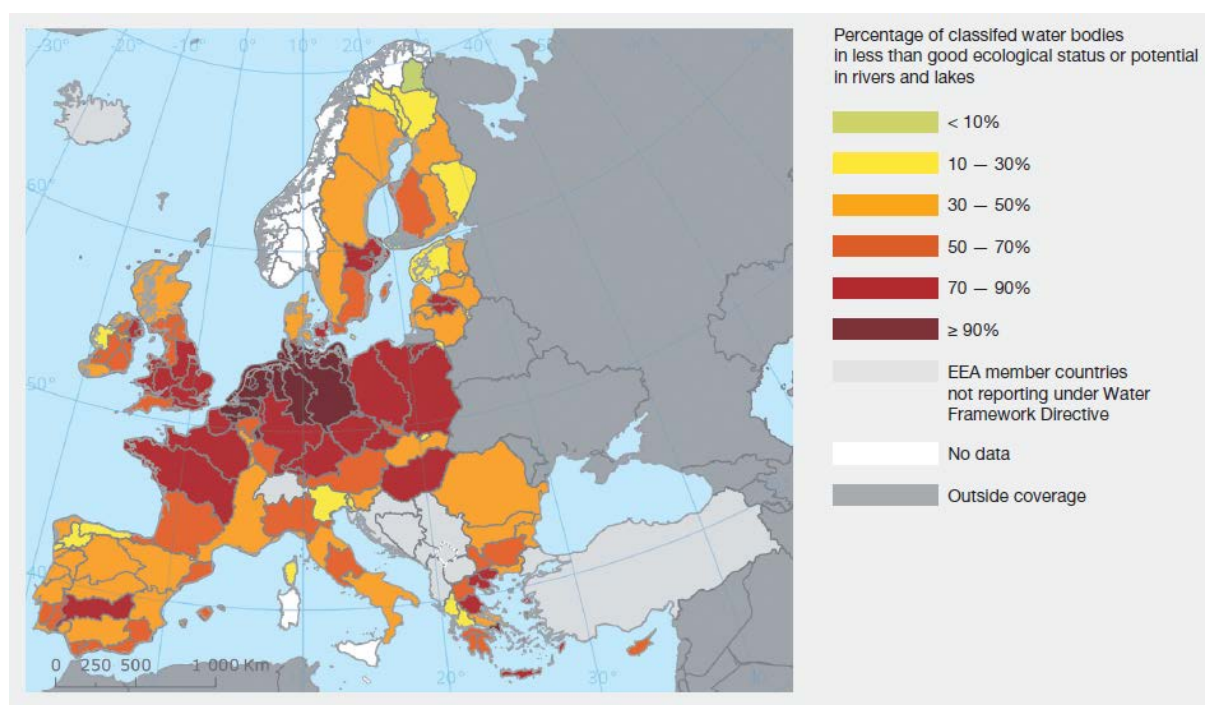 -30° -20° -10° 0° 10° 20° 30° 40° 50°
60°
50°
40°
0 250 500 1 000 Km
20° 30°
Percentage of classifed water bodies
in less than good ecological status or potential
in rivers and lakes
< 10%
10 — 30%
30 — 50%
50 — 70%
70 — 90%
≥ 90%
EEA member countries
not reporting under Water
Framework Directive
No data
Outside coverage